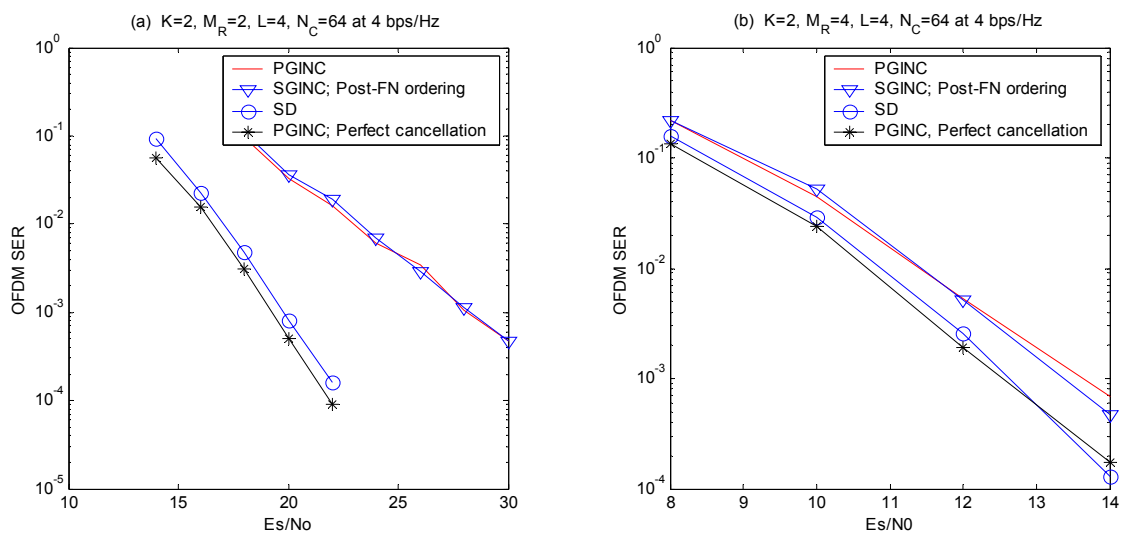 (a) K=2, M_R=2, L=4, N_C=64 at 4 bps/Hz
PGINC
SGINC; Post-FN ordering
SD
PGINC; Perfect cancellation
OFDM SER
10^0
10^-1
10^-2
10^-3
10^-4
10^-5
10 15 20 25 30
Es/No
(b) K=2, M_R=4, L=4, N_C=64 at 4 bps/Hz
PGINC
SGINC; Post-FN ordering
SD
PGINC, Perfect cancellation
OFDM SER
10^0
10^-1
10^-2
10^-3
10^-4
8 9 10 11 12 13 14
Es/N0